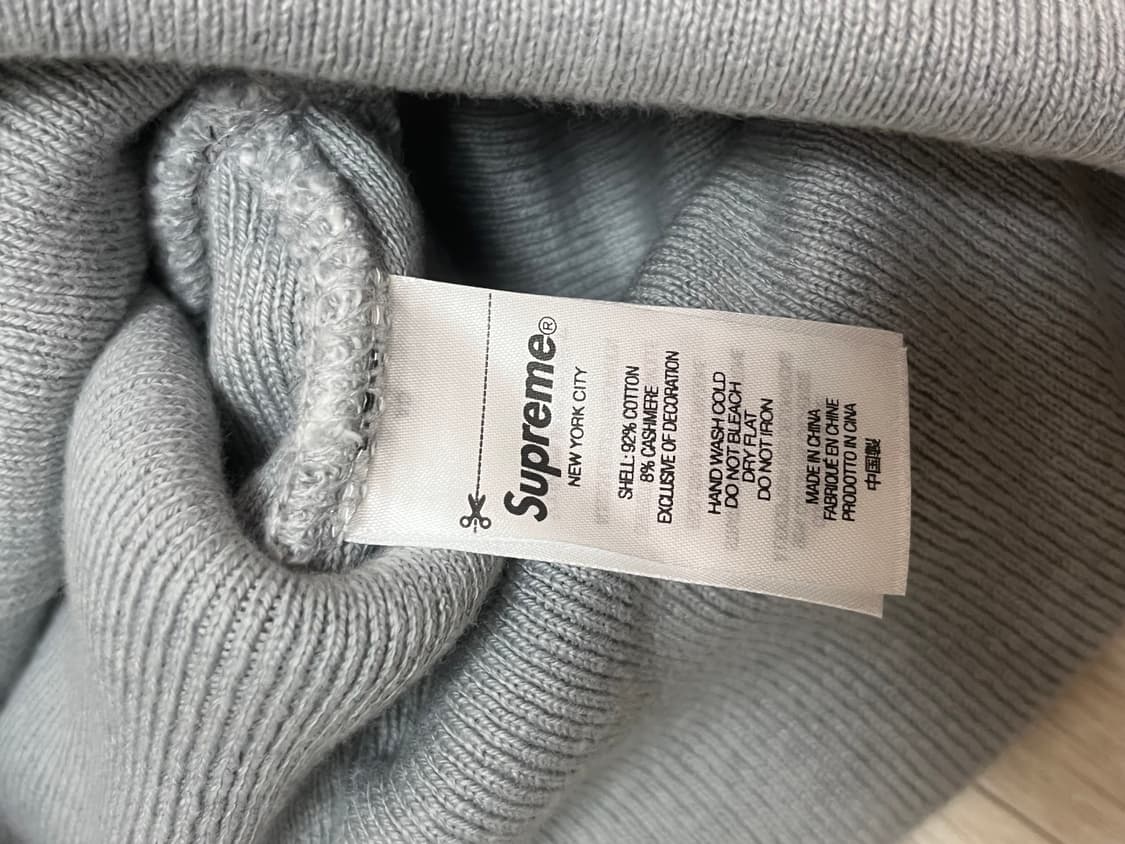 Supreme®
NEW YORK CITY
SHELL: 92% COTTON
8% CASHMERE
EXCLUSIVE OF DECORATION
HAND WASH COLD
DO NOT BLEACH
DRY FLAT
DO NOT IRON
MADE IN CHINA
FABRIQUÉ EN CHINE
PRODOTTO IN CINA
中国製